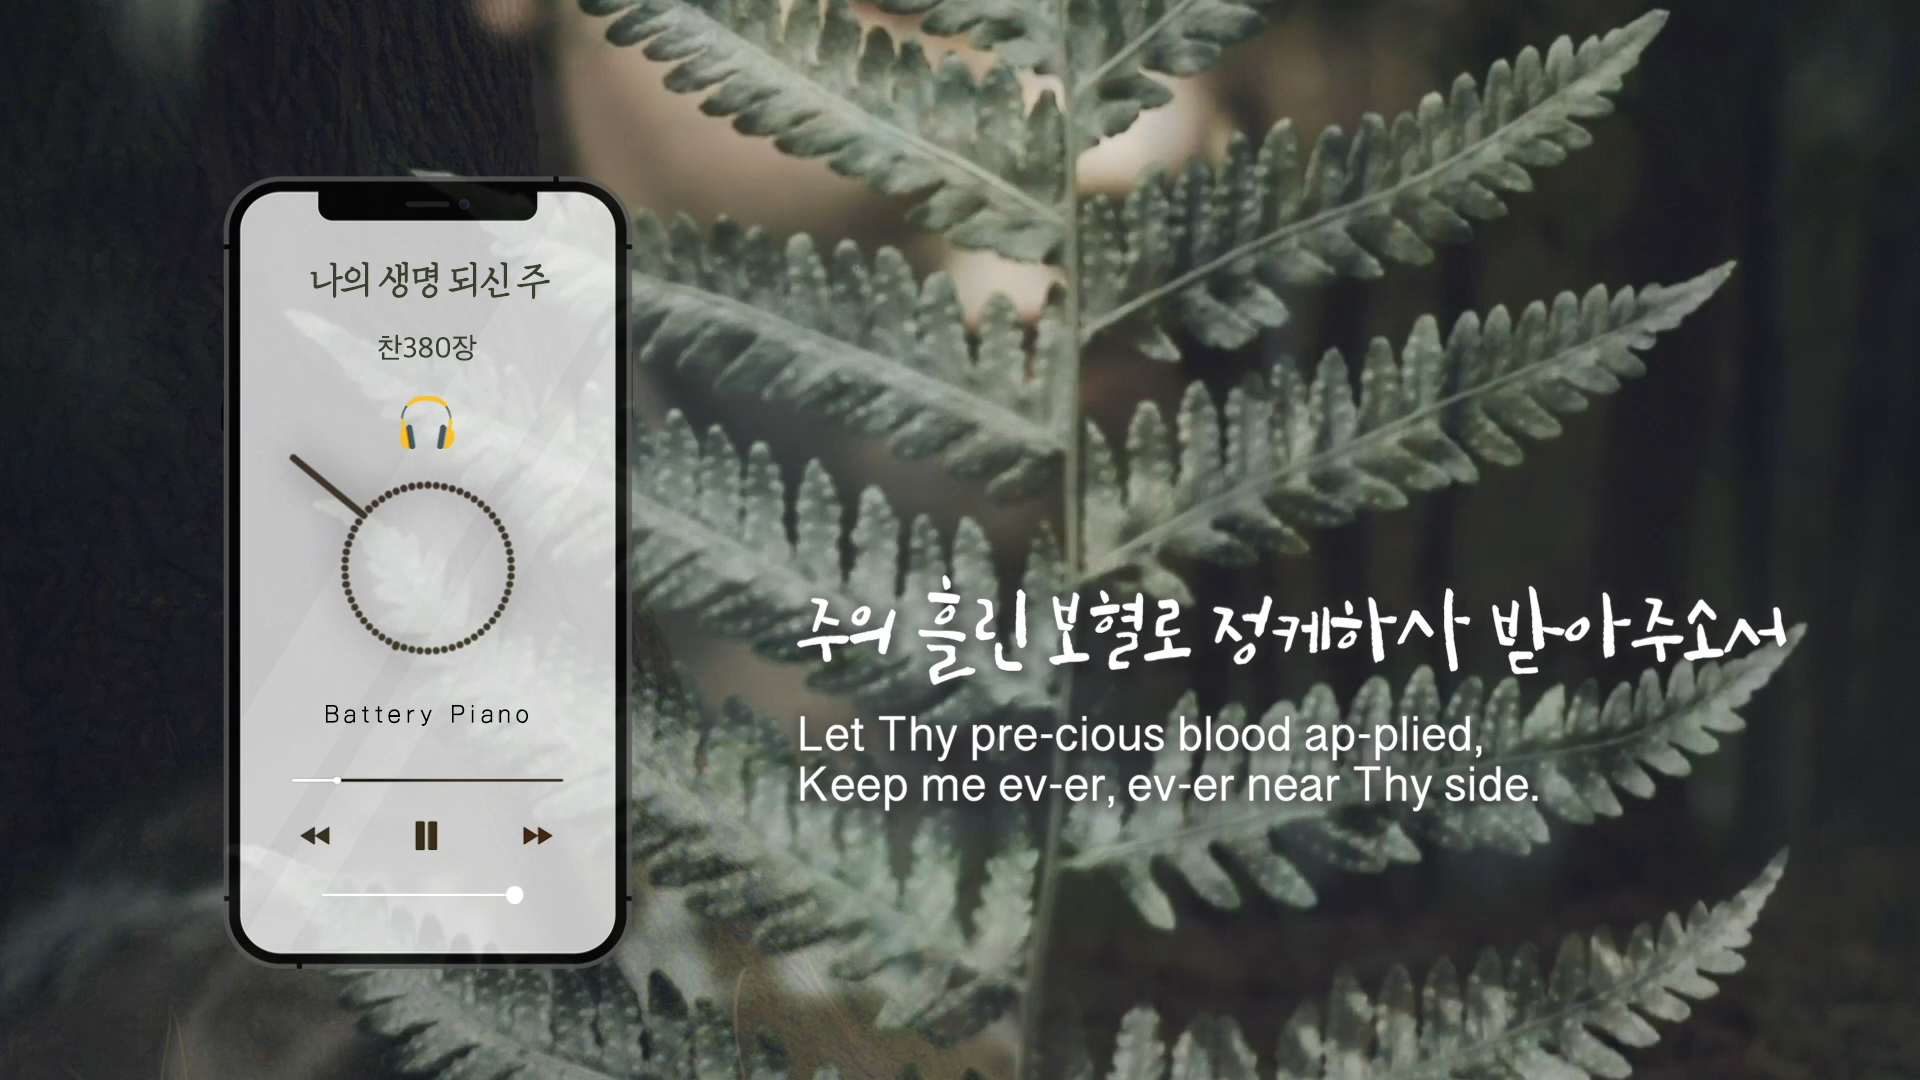 나의 생명 되신 주
찬380장
Battery Piano
주의 흘린 보혈로 정케하사 받아주소서
Let Thy pre-cious blood ap-plied,
Keep me ev-er, ev-er near Thy side.